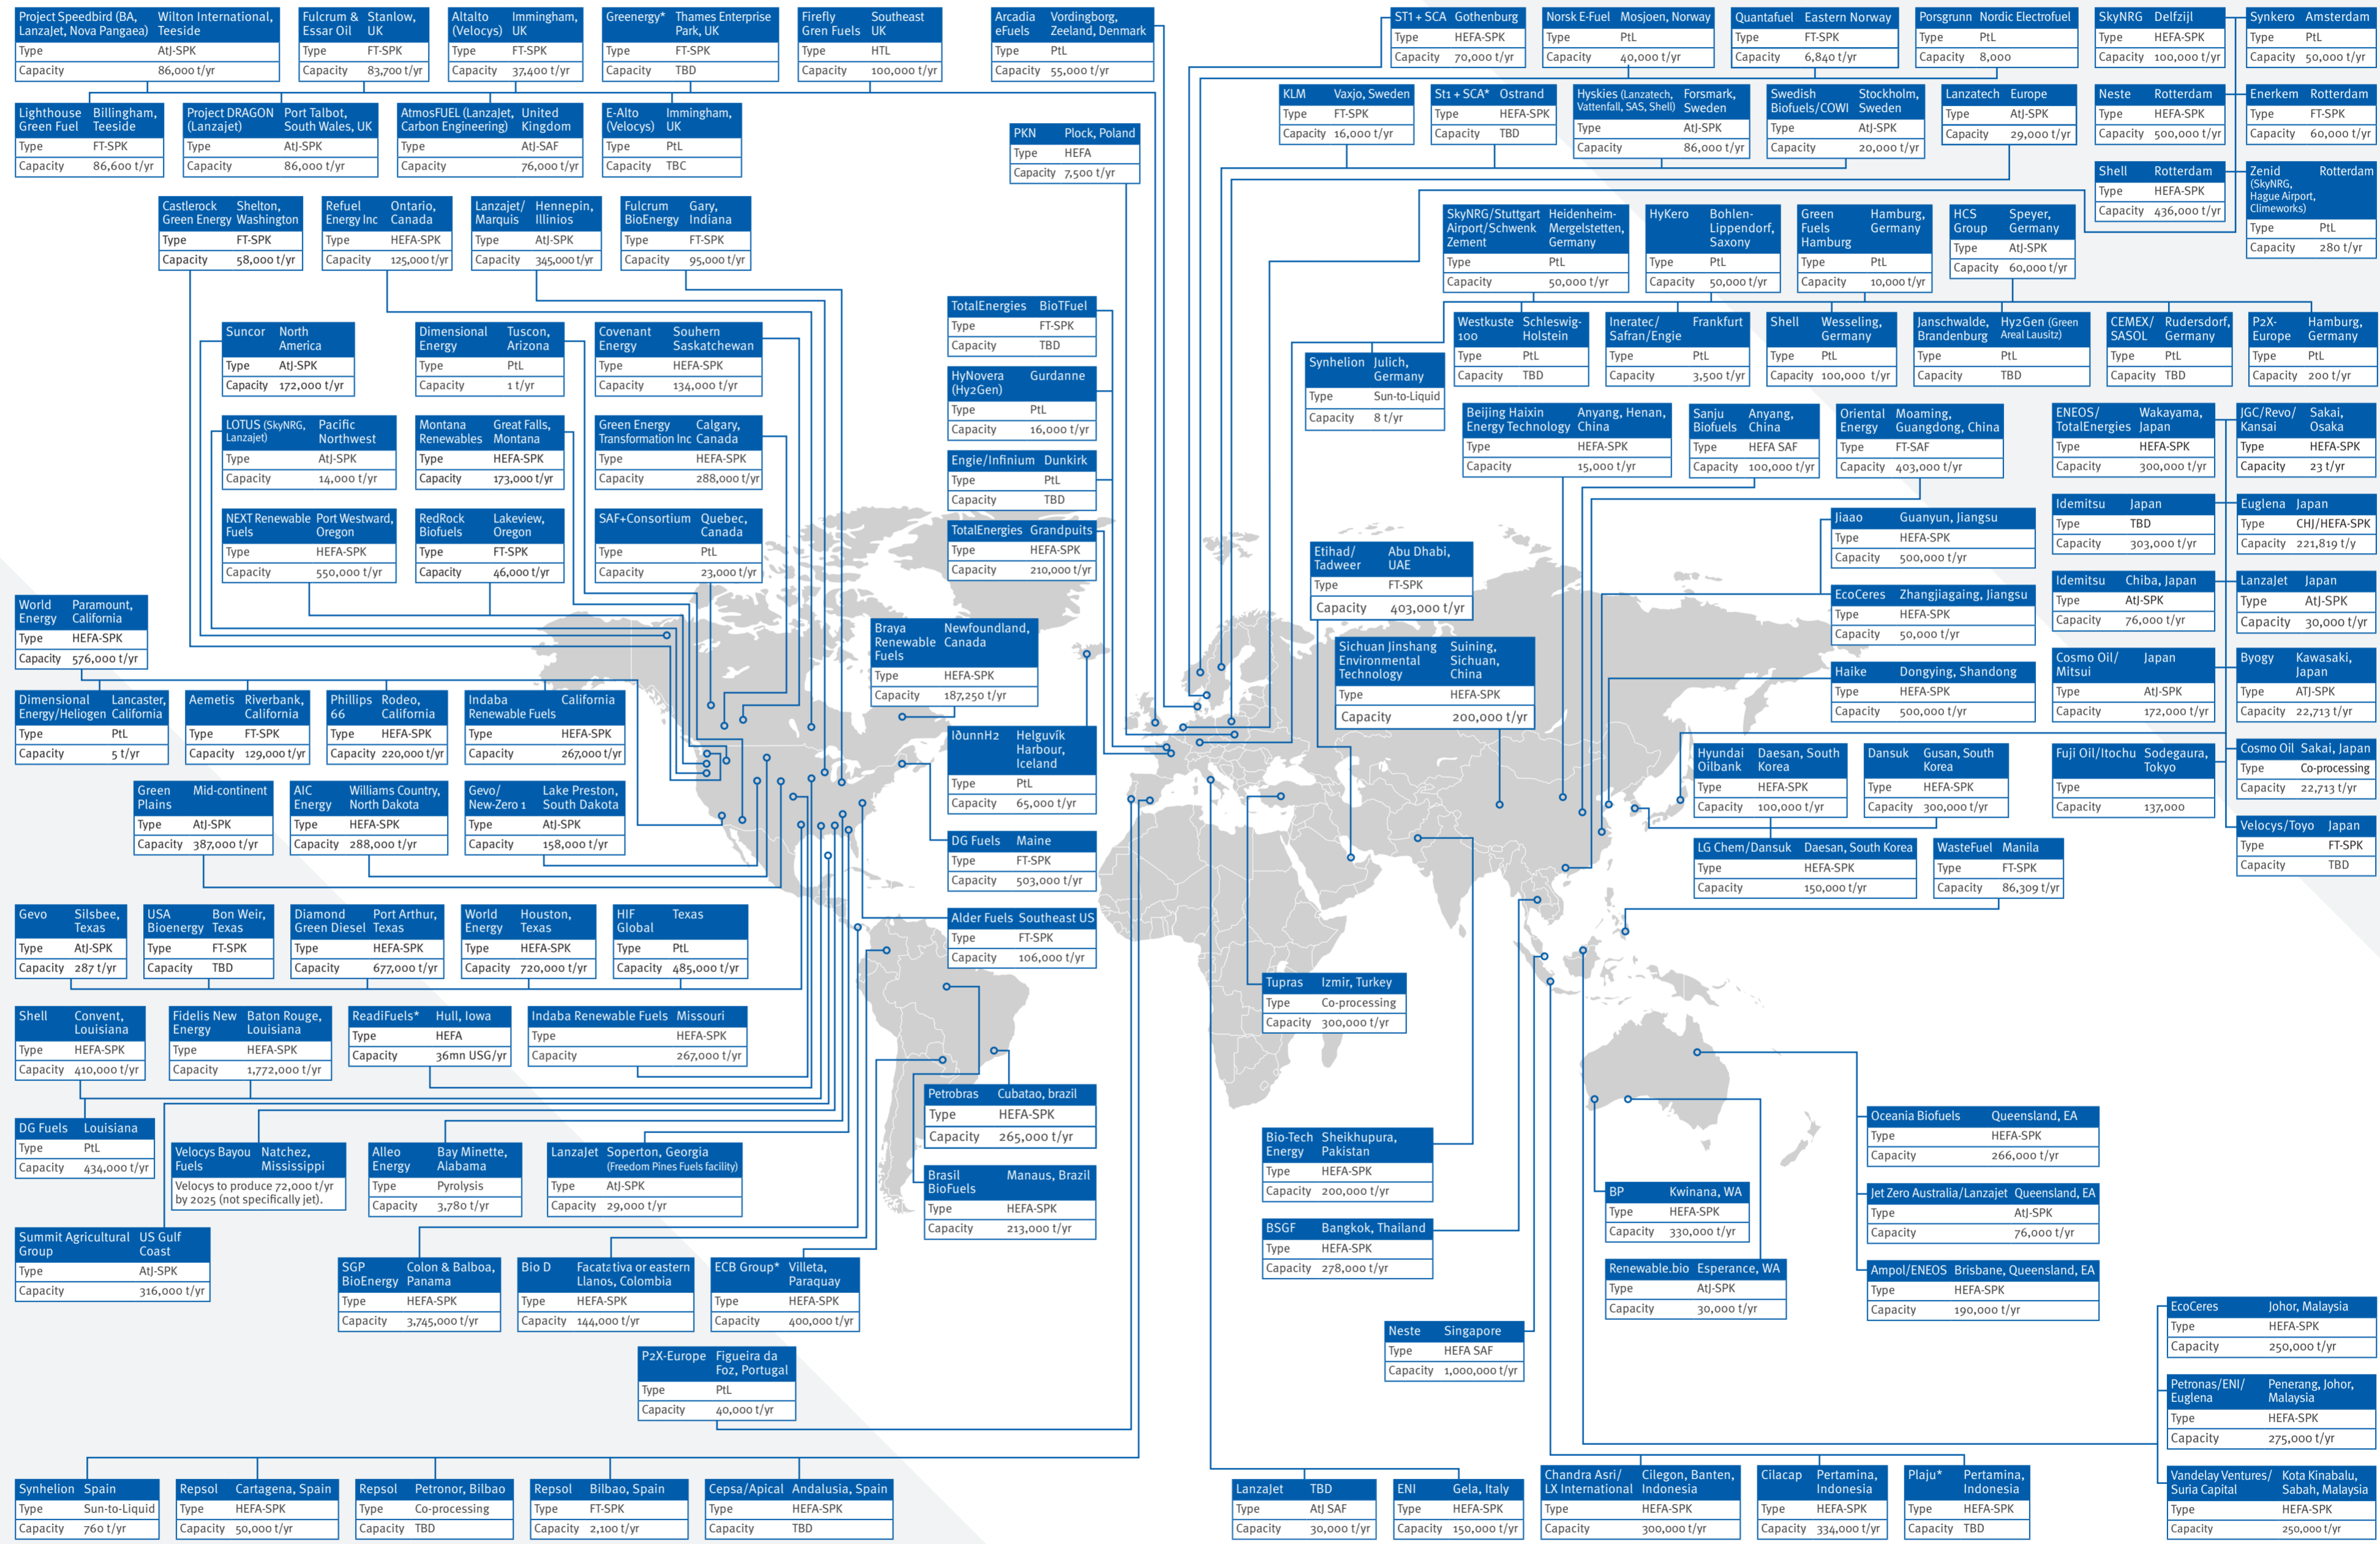 Project Speedbird (BA, Wilton International,
LanzaJet, Nova Pangaea) Teeside
Type AtJ-SPK
Capacity 86,000 t/yr
Fulcrum & Stanlow,
Essar Oil UK
Type FT-SPK
Capacity 83,700 t/yr
Altalto Immingham,
(Velocys) UK
Type FT-SPK
Capacity 37,400 t/yr
Greenergy* Thames Enterprise
Park, UK
Type FT-SPK
Capacity TBD
Firefly Southeast
Gren Fuels UK
Type HTL
Capacity 100,000 t/yr
Arcadia Vordingborg,
eFuels Zeeland, Denmark
Type PtL
Capacity 55,000 t/yr
ST1 + SCA Gothenburg
Type HEFA-SPK
Capacity 70,000 t/yr
Norsk E-Fuel Mosjoen, Norway
Type PtL
Capacity 40,000 t/yr
Quantafuel Eastern Norway
Type FT-SPK
Capacity 6,840 t/yr
Porsgrunn Nordic Electrofuel
Type PtL
Capacity 8,000
SkyNRG Delfzijl
Type HEFA-SPK
Capacity 100,000 t/yr
Synkero Amsterdam
Type PtL
Capacity 50,000 t/yr
Lighthouse Billingham,
Green Fuel Teeside
Type FT-SPK
Capacity 86,600 t/yr
Project DRAGON Port Talbot,
(Lanzajet) South Wales, UK
Type AtJ-SPK
Capacity 86,000 t/yr
AtmosFUEL (LanzaJet, United
Carbon Engineering) Kingdom
Type AtJ-SAF
Capacity 76,000 t/yr
E-Alto Immingham,
(Velocys) UK
Type PtL
Capacity TBC
PKN Plock, Poland
Type HEFA
Capacity 7,500 t/yr
KLM Vaxjo, Sweden
Type FT-SPK
Capacity 16,000 t/yr
St1 + SCA* Ostrand
Type HEFA-SPK
Capacity TBD
Hyskies (Lanzatech, Forsmark,
Vattenfall, SAS, Shell) Sweden
Type AtJ-SPK
Capacity 86,000 t/yr
Swedish Stockholm,
Biofuels/COWI Sweden
Type AtJ-SPK
Capacity 20,000 t/yr
Lanzatech Europe
Type AtJ-SPK
Capacity 29,000 t/yr
Neste Rotterdam
Type HEFA-SPK
Capacity 500,000 t/yr
Enerkem Rotterdam
Type FT-SPK
Capacity 60,000 t/yr
Shell Rotterdam
Type HEFA-SPK
Capacity 436,000 t/yr
Zenid Rotterdam
(SkyNRG,
Hague Airport,
Climeworks)
Type PtL
Capacity 280 t/yr
Castlerock Shelton,
Green Energy Washington
Type FT-SPK
Capacity 58,000 t/yr
Refuel Ontario,
Energy Inc Canada
Type HEFA-SPK
Capacity 125,000 t/yr
Lanzajet/ Hennepin,
Marquis Illinios
Type AtJ-SPK
Capacity 345,000 t/yr
Fulcrum Gary,
BioEnergy Indiana
Type FT-SPK
Capacity 95,000 t/yr
SkyNRG/Stuttgart Heidenheim-
Airport/Schwenk Mergelstetten,
Zement Germany
Type PtL
Capacity 50,000 t/yr
HyKero Bohlen-
Lippendorf,
Saxony
Type PtL
Capacity 50,000 t/yr
Green Hamburg,
Fuels Germany
Hamburg
Type PtL
Capacity 10,000 t/yr
HCS Speyer,
Group Germany
Type AtJ-SPK
Capacity 60,000 t/yr
Suncor North
America
Type AtJ-SPK
Capacity 172,000 t/yr
Dimensional Tuscon,
Energy Arizona
Type PtL
Capacity 1 t/yr
Covenant Souhern
Energy Saskatchewan
Type HEFA-SPK
Capacity 134,000 t/yr
TotalEnergies BioTFuel
Type FT-SPK
Capacity TBD
Synhelion Julich,
Germany
Type Sun-to-Liquid
Capacity 8 t/yr
Westkuste Schleswig-
100 Holstein
Type PtL
Capacity TBD
Ineratec/ Frankfurt
Safran/Engie
Type PtL
Capacity 3,500 t/yr
Shell Wesseling,
Germany
Type PtL
Capacity 100,000 t/yr
Janschwalde, Hy2Gen (Green
Brandenburg Areal Lausitz)
Type PtL
Capacity TBD
CEMEX/ Rudersdorf,
SASOL Germany
Type PtL
Capacity TBD
P2X- Hamburg,
Europe Germany
Type PtL
Capacity 200 t/yr
LOTUS (SkyNRG, Pacific
Lanzajet) Northwest
Type AtJ-SPK
Capacity 14,000 t/yr
Montana Great Falls,
Renewables Montana
Type HEFA-SPK
Capacity 173,000 t/yr
Green Energy Calgary,
Transformation Inc Canada
Type HEFA-SPK
Capacity 288,000 t/yr
HyNovera Gurdanne
(Hy2Gen)
Type PtL
Capacity 16,000 t/yr
Engie/Infinium Dunkirk
Type PtL
Capacity TBD
Beijing Haixin Anyang, Henan,
Energy Technology China
Type HEFA-SPK
Capacity 15,000 t/yr
Sanju Anyang,
Biofuels China
Type HEFA SAF
Capacity 100,000 t/yr
Oriental Moaming,
Energy Guangdong, China
Type FT-SAF
Capacity 403,000 t/yr
ENEOS/ Wakayama,
TotalEnergies Japan
Type HEFA-SPK
Capacity 300,000 t/yr
JGC/Revo/ Sakai,
Kansai Osaka
Type HEFA-SPK
Capacity 23 t/yr
NEXT Renewable Port Westward,
Fuels Oregon
Type HEFA-SPK
Capacity 550,000 t/yr
RedRock Lakeview,
Biofuels Oregon
Type FT-SPK
Capacity 46,000 t/yr
SAF+Consortium Quebec,
Canada
Type PtL
Capacity 23,000 t/yr
TotalEnergies Grandpuits
Type HEFA-SPK
Capacity 210,000 t/yr
Etihad/ Abu Dhabi,
Tadweer UAE
Type FT-SPK
Capacity 403,000 t/yr
Jiaao Guanyun, Jiangsu
Type HEFA-SPK
Capacity 500,000 t/yr
Idemitsu Japan
Type TBD
Capacity 303,000 t/y
Euglena Japan
Type CHJ/HEFA-SPK
Capacity 221,819 t/y
EcoCeres Zhangjiagaing, Jiangsu
Type HEFA-SPK
Capacity 50,000 t/yr
Idemitsu Chiba, Japan
Type AtJ-SPK
Capacity 76,000 t/yr
LanzaJet Japan
Type AtJ-SPK
Capacity 30,000 t/yr
World Paramount,
Energy California
Type HEFA-SPK
Capacity 576,000 t/yr
Braya Newfoundland,
Renewable Canada
Fuels
Type HEFA-SPK
Capacity 187,250 t/yr
Sichuan Jinshang Suining,
Environmental Sichuan,
Technology China
Type HEFA-SPK
Capacity 200,000 t/yr
Haike Dongying, Shandong
Type HEFA-SPK
Capacity 500,000 t/yr
Cosmo Oil/ Japan
Mitsui
Type AtJ-SPK
Capacity 172,000 t/yr
Byogy Kawasaki,
Japan
Type ATJ-SPK
Capacity 22,713 t/yr
Dimensional Lancaster,
Energy/Heliogen California
Type PtL
Capacity 5 t/yr
Aemetis Riverbank,
California
Type FT-SPK
Capacity 129,000 t/yr
Phillips Rodeo,
66 California
Type HEFA-SPK
Capacity 220,000 t/yr
Indaba California
Renewable Fuels
Type HEFA-SPK
Capacity 267,000 t/yr
IðunnH2 Helguvík
Harbour,
Iceland
Type PtL
Capacity 65,000 t/yr
Hyundai Daesan, South
Oilbank Korea
Type HEFA-SPK
Capacity 100,000 t/yr
Dansuk Gusan, South
Korea
Type HEFA-SPK
Capacity 300,000 t/yr
Fuji Oil/Itochu Sodegaura,
Tokyo
Type
Capacity 137,000
Cosmo Oil Sakai, Japan
Type Co-processing
Capacity 22,713 t/yr
Green Mid-continent
Plains
Type AtJ-SPK
Capacity 387,000 t/yr
AIC Williams Country,
Energy North Dakota
Type HEFA-SPK
Capacity 288,000 t/yr
Gevo/ Lake Preston,
New-Zero 1 South Dakota
Type AtJ-SPK
Capacity 158,000 t/yr
DG Fuels Maine
Type FT-SPK
Capacity 503,000 t/yr
LG Chem/Dansuk Daesan, South Korea
Type HEFA-SPK
Capacity 150,000 t/yr
WasteFuel Manila
Type FT-SPK
Capacity 86,309 t/yr
Velocys/Toyo Japan
Type FT-SPK
Capacity TBD
Gevo Silsbee,
Texas
Type AtJ-SPK
Capacity 287 t/yr
USA Bon Weir,
Bioenergy Texas
Type FT-SPK
Capacity TBD
Diamond Port Arthur,
Green Diesel Texas
Type HEFA-SPK
Capacity 677,000 t/yr
World Houston,
Energy Texas
Type HEFA-SPK
Capacity 720,000 t/yr
HIF Texas
Global
Type PtL
Capacity 485,000 t/yr
Alder Fuels Southeast US
Type FT-SPK
Capacity 106,000 t/yr
Tupras Izmir, Turkey
Type Co-processing
Capacity 300,000 t/yr
Shell Convent,
Louisiana
Type HEFA-SPK
Capacity 410,000 t/yr
Fidelis New Baton Rouge,
Energy Louisiana
Type HEFA-SPK
Capacity 1,772,000 t/yr
ReadiFuels* Hull, Iowa
Type HEFA
Capacity 36mn USG/yr
Indaba Renewable Fuels Missouri
Type HEFA-SPK
Capacity 267,000 t/yr
Petrobras Cubatao, brazil
Type HEFA-SPK
Capacity 265,000 t/yr
DG Fuels Louisiana
Type PtL
Capacity 434,000 t/yr
Velocys Bayou Natchez,
Fuels Mississippi
Velocys to produce 72,000 t/yr
by 2025 (not specifically jet).
Alleo Bay Minette,
Energy Alabama
Type Pyrolysis
Capacity 3,780 t/yr
LanzaJet Soperton, Georgia
(Freedom Pines Fuels facility)
Type AtJ-SPK
Capacity 29,000 t/yr
Brasil Manaus, Brazil
BioFuels
Type HEFA-SPK
Capacity 213,000 t/yr
Bio-Tech Sheikhupura,
Energy Pakistan
Type HEFA-SPK
Capacity 200,000 t/yr
Oceania Biofuels Queensland, EA
Type HEFA-SPK
Capacity 266,000 t/yr
BP Kwinana, WA
Type HEFA-SPK
Capacity 330,000 t/yr
Jet Zero Australia/Lanzajet Queensland, EA
Type AtJ-SPK
Capacity 76,000 t/yr
Summit Agricultural US Gulf
Group Coast
Type AtJ-SPK
Capacity 316,000 t/yr
BSGF Bangkok, Thailand
Type HEFA-SPK
Capacity 278,000 t/yr
SGP Colon & Balboa,
BioEnergy Panama
Type HEFA-SPK
Capacity 3,745,000 t/yr
Bio D Facatativa or eastern
Llanos, Colombia
Type HEFA-SPK
Capacity 144,000 t/yr
ECB Group* Villeta,
Paraguay
Type HEFA-SPK
Capacity 400,000 t/yr
Renewable.bio Esperance, WA
Type AtJ-SPK
Capacity 30,000 t/yr
Ampol/ENEOS Brisbane, Queensland, EA
Type HEFA-SPK
Capacity 190,000 t/yr
EcoCeres Johor, Malaysia
Type HEFA-SPK
Capacity 250,000 t/yr
Neste Singapore
Type HEFA SAF
Capacity 1,000,000 t/yr
P2X-Europe Figueira da
Foz, Portugal
Type PtL
Capacity 40,000 t/yr
Petronas/ENI/ Penerang, Johor,
Euglena Malaysia
Type HEFA-SPK
Capacity 275,000 t/yr
Synhelion Spain
Type Sun-to-Liquid
Capacity 760 t/yr
Repsol Cartagena, Spain
Type HEFA-SPK
Capacity 50,000 t/yr
Repsol Petronor, Bilbao
Type Co-processing
Capacity TBD
Repsol Bilbao, Spain
Type FT-SPK
Capacity 2,100 t/yr
Cepsa/Apical Andalusia, Spain
Type HEFA-SPK
Capacity TBD
LanzaJet TBD
Type AtJ SAF
Capacity 30,000 t/yr
ENI Gela, Italy
Type HEFA-SPK
Capacity 150,000 t/yr
Chandra Asri/ Cilegon, Banten,
LX International Indonesia
Type HEFA-SPK
Capacity 300,000 t/yr
Cilacap Pertamina,
Indonesia
Type HEFA-SPK
Capacity 334,000 t/yr
Plaju* Pertamina,
Indonesia
Type HEFA-SPK
Capacity TBD
Vandelay Ventures/ Kota Kinabalu,
Suria Capital Sabah, Malaysia
Type HEFA-SPK
Capacity 250,000 t/yr